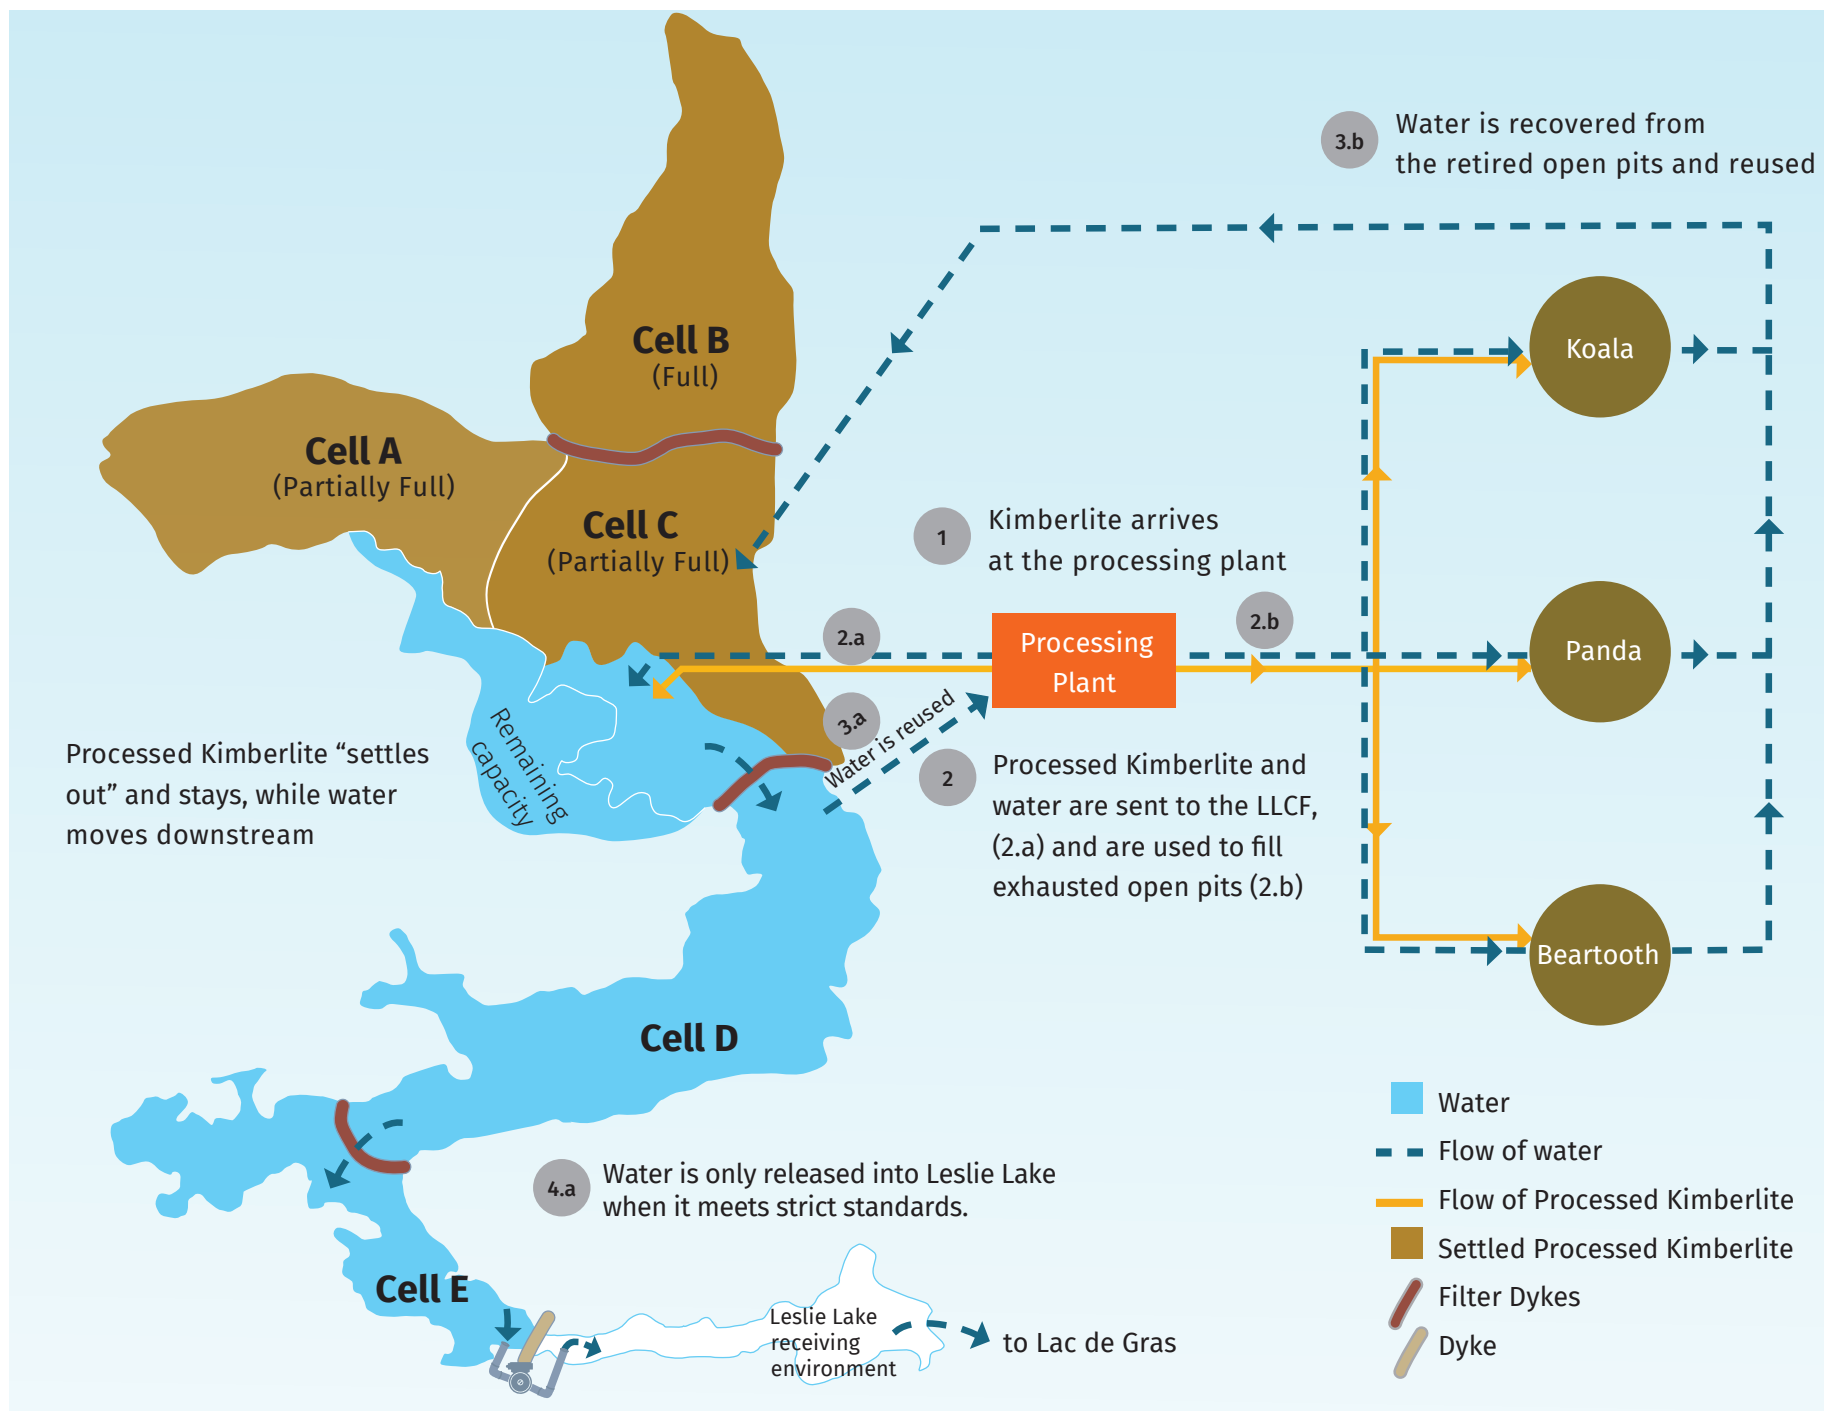 3.b
Water is recovered from
the retired open pits and reused
Cell B
(Full)
Koala
Cell A
(Partially Full)
Cell C
(Partially Full)
1
Kimberlite arrives
at the processing plant
2.a
2.b
Processing
Plant
Panda
3.a
Water is reused
Remaining
capacity
Processed Kimberlite “settles
out” and stays, while water
moves downstream
2
Processed Kimberlite and
water are sent to the LLCF,
(2.a) and are used to fill
exhausted open pits (2.b)
Beartooth
Cell D
4.a
Water is only released into Leslie Lake
when it meets strict standards.
Cell E
Leslie Lake
receiving
environment
to Lac de Gras
Water
Flow of water
Flow of Processed Kimberlite
Settled Processed Kimberlite
Filter Dykes
Dyke